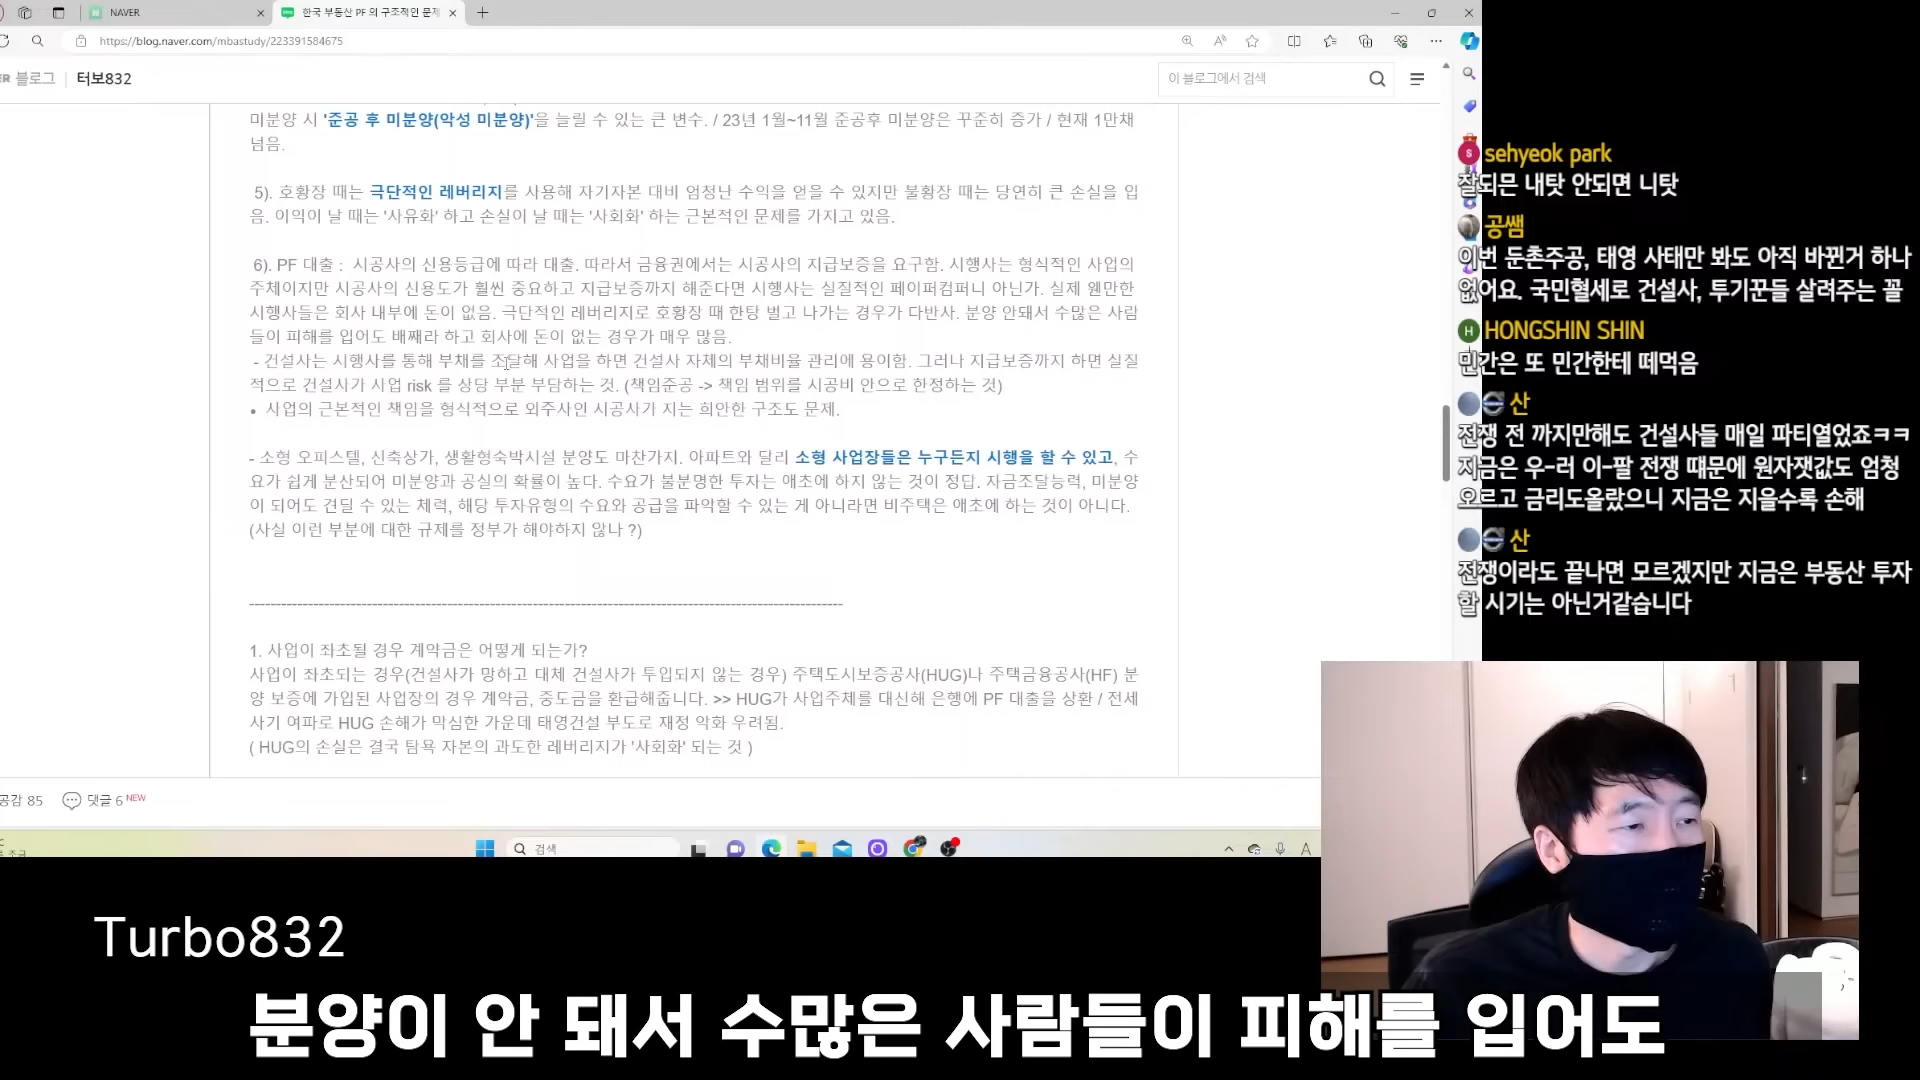 NAVER
한국 부동산 PF 의 구조적인 문제
https://blog.naver.com/mbastudy/223391584675
블로그 | 터보832
이 블로그에서 검색
미분양 시 '준공 후 미분양(악성 미분양)'을 늘릴 수 있는 큰 변수. / 23년 1월~11월 준공후 미분양은 꾸준히 증가 / 현재 1만채
넘음.
5). 호황장 때는 극단적인 레버리지를 사용해 자기자본 대비 엄청난 수익을 얻을 수 있지만 불황장 때는 당연히 큰 손실을 입
음. 이익이 날 때는 '사유화' 하고 손실이 날 때는 '사회화' 하는 근본적인 문제를 가지고 있음.
6). PF 대출 : 시공사의 신용등급에 따라 대출. 따라서 금융권에서는 시공사의 지급보증을 요구함. 시행사는 형식적인 사업의
주체이지만 시공사의 신용도가 훨씬 중요하고 지급보증까지 해준다면 시행사는 실질적인 페이퍼컴퍼니 아닌가. 실제 웬만한
시행사들은 회사 내부에 돈이 없음. 극단적인 레버리지로 호황장 때 한탕 벌고 나가는 경우가 다반사. 분양 안돼서 수많은 사람
들이 피해를 입어도 배째라 하고 회사에 돈이 없는 경우가 매우 많음.
- 건설사는 시행사를 통해 부채를 조달해 사업을 하면 건설사 자체의 부채비율 관리에 용이함. 그러나 지급보증까지 하면 실질
적으로 건설사가 사업 risk 를 상당 부분 부담하는 것. (책임준공 -> 책임 범위를 시공비 안으로 한정하는 것)
• 사업의 근본적인 책임을 형식적으로 외주사인 시공사가 지는 희안한 구조도 문제.
- 소형 오피스텔, 신축상가, 생활형숙박시설 분양도 마찬가지. 아파트와 달리 소형 사업장들은 누구든지 시행을 할 수 있고, 수
요가 쉽게 분산되어 미분양과 공실의 확률이 높다. 수요가 불분명한 투자는 애초에 하지 않는 것이 정답. 자금조달능력, 미분양
이 되어도 견딜 수 있는 체력, 해당 투자유형의 수요와 공급을 파악할 수 있는 게 아니라면 비주택은 애초에 하는 것이 아니다.
(사실 이런 부분에 대한 규제를 정부가 해야하지 않나 ?)
------------------------------------------------------------
1. 사업이 좌초될 경우 계약금은 어떻게 되는가?
사업이 좌초되는 경우(건설사가 망하고 대체 건설사가 투입되지 않는 경우) 주택도시보증공사(HUG)나 주택금융공사(HF) 분
양 보증에 가입된 사업장의 경우 계약금, 중도금을 환급해줍니다. >> HUG가 사업주체를 대신해 은행에 PF 대출을 상환 / 전세
사기 여파로 HUG 손해가 막심한 가운데 태영건설 부도로 재정 악화 우려됨.
( HUG의 손실은 결국 탐욕 자본의 과도한 레버리지가 '사회화' 되는 것 )
공감 85 댓글 6 NEW
검색
A
S sehyeok park
잘되믄 내탓 안되면 니탓
공쌤
이번 둔촌주공, 태영 사태만 봐도 아직 바뀐거 하나
없어요. 국민혈세로 건설사, 투기꾼들 살려주는 꼴
H HONGSHIN SHIN
민간은 또 민간한테 떼먹음
산
전쟁 전 까지만해도 건설사들 매일 파티열었죠ㅋㅋ
지금은 우-러 이-팔 전쟁 떄문에 원자잿값도 엄청
오르고 금리도올랐으니 지금은 지을수록 손해
산
전쟁이라도 끝나면 모르겠지만 지금은 부동산 투자
할 시기는 아닌거같습니다
Turbo832
분양이 안 돼서 수많은 사람들이 피해를 입어도